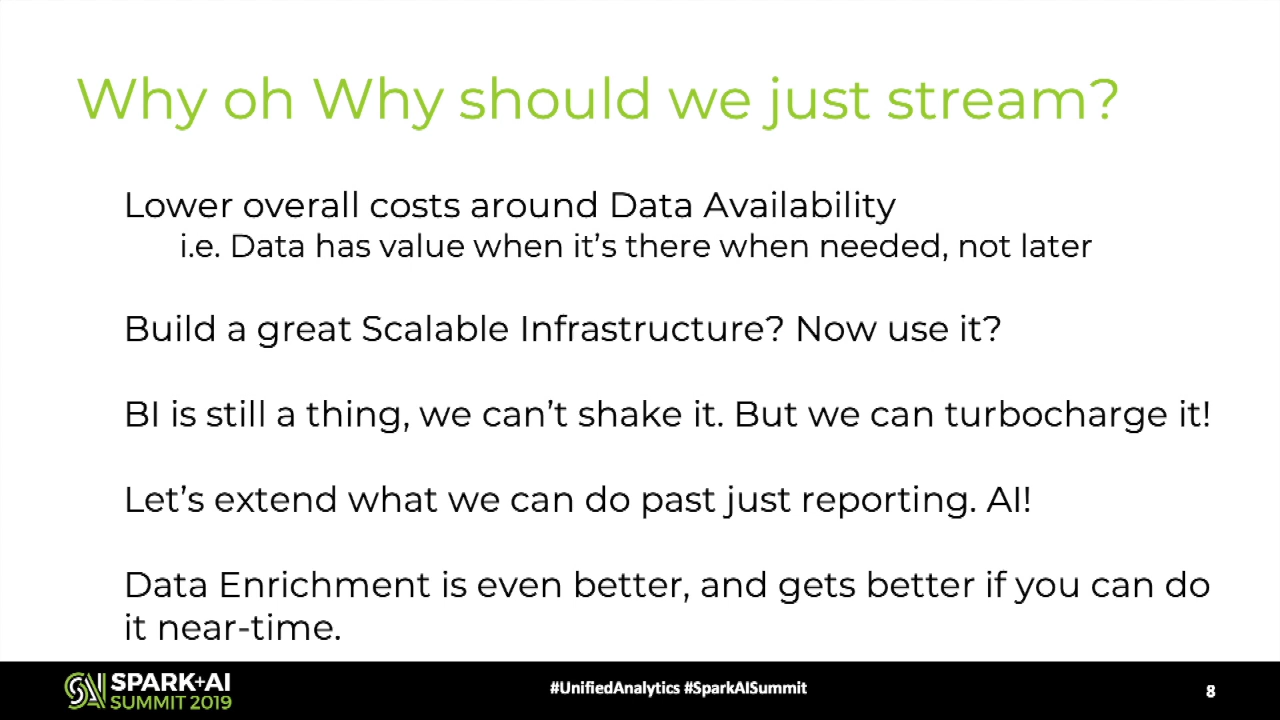 Why oh Why should we just stream?
Lower overall costs around Data Availability
i.e. Data has value when it's there when needed, not later
Build a great Scalable Infrastructure? Now use it?
BI is still a thing, we can't shake it. But we can turbocharge it!
Let's extend what we can do past just reporting. AI!
Data Enrichment is even better, and gets better if you can do
it near-time.
SPARK+AI
SUMMIT 2019
#UnifiedAnalytics #SparkAISummit
8